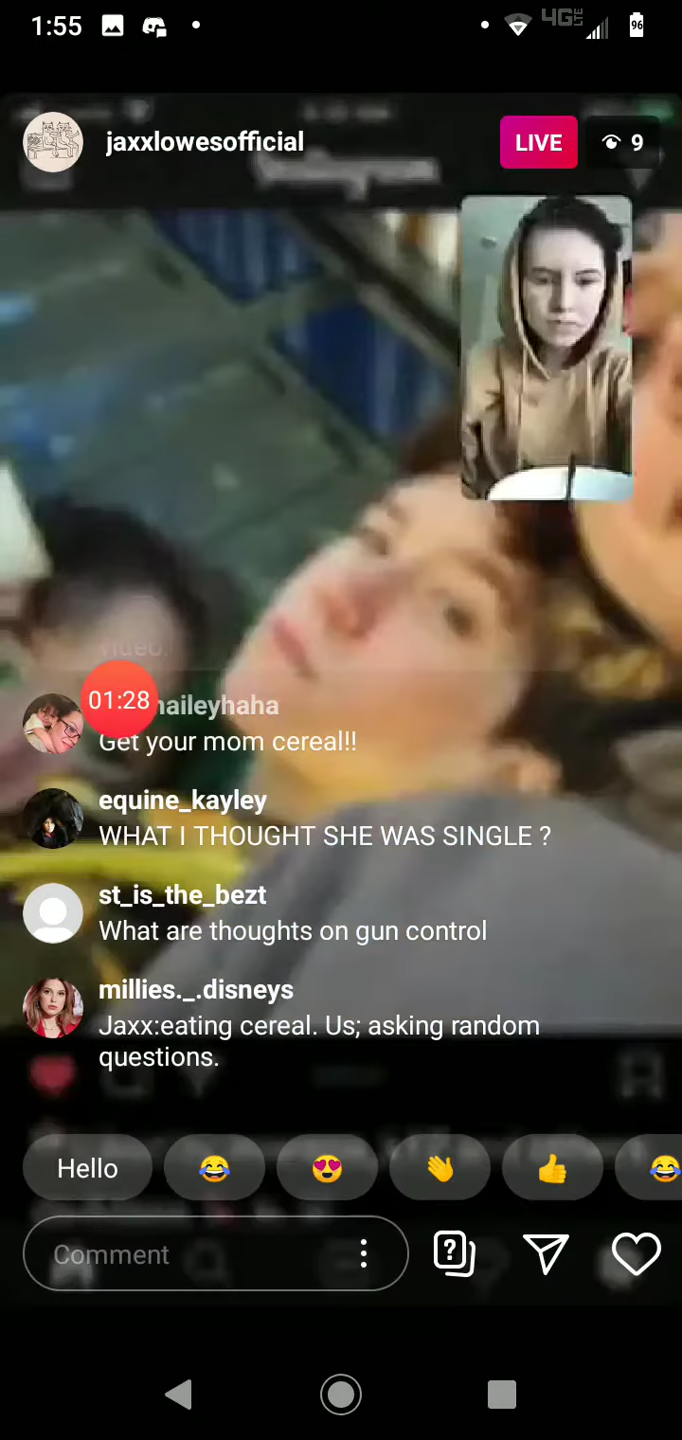 1:55
4G LTE
96
jaxxlowesofficial
LIVE
9
video.
01:28
haileyhaha
Get your mom cereal!!
equine_kayley
WHAT I THOUGHT SHE WAS SINGLE ?
st_is_the_bezt
What are thoughts on gun control
millies._.disneys
Jaxx:eating cereal. Us; asking random
questions.
Hello
Comment